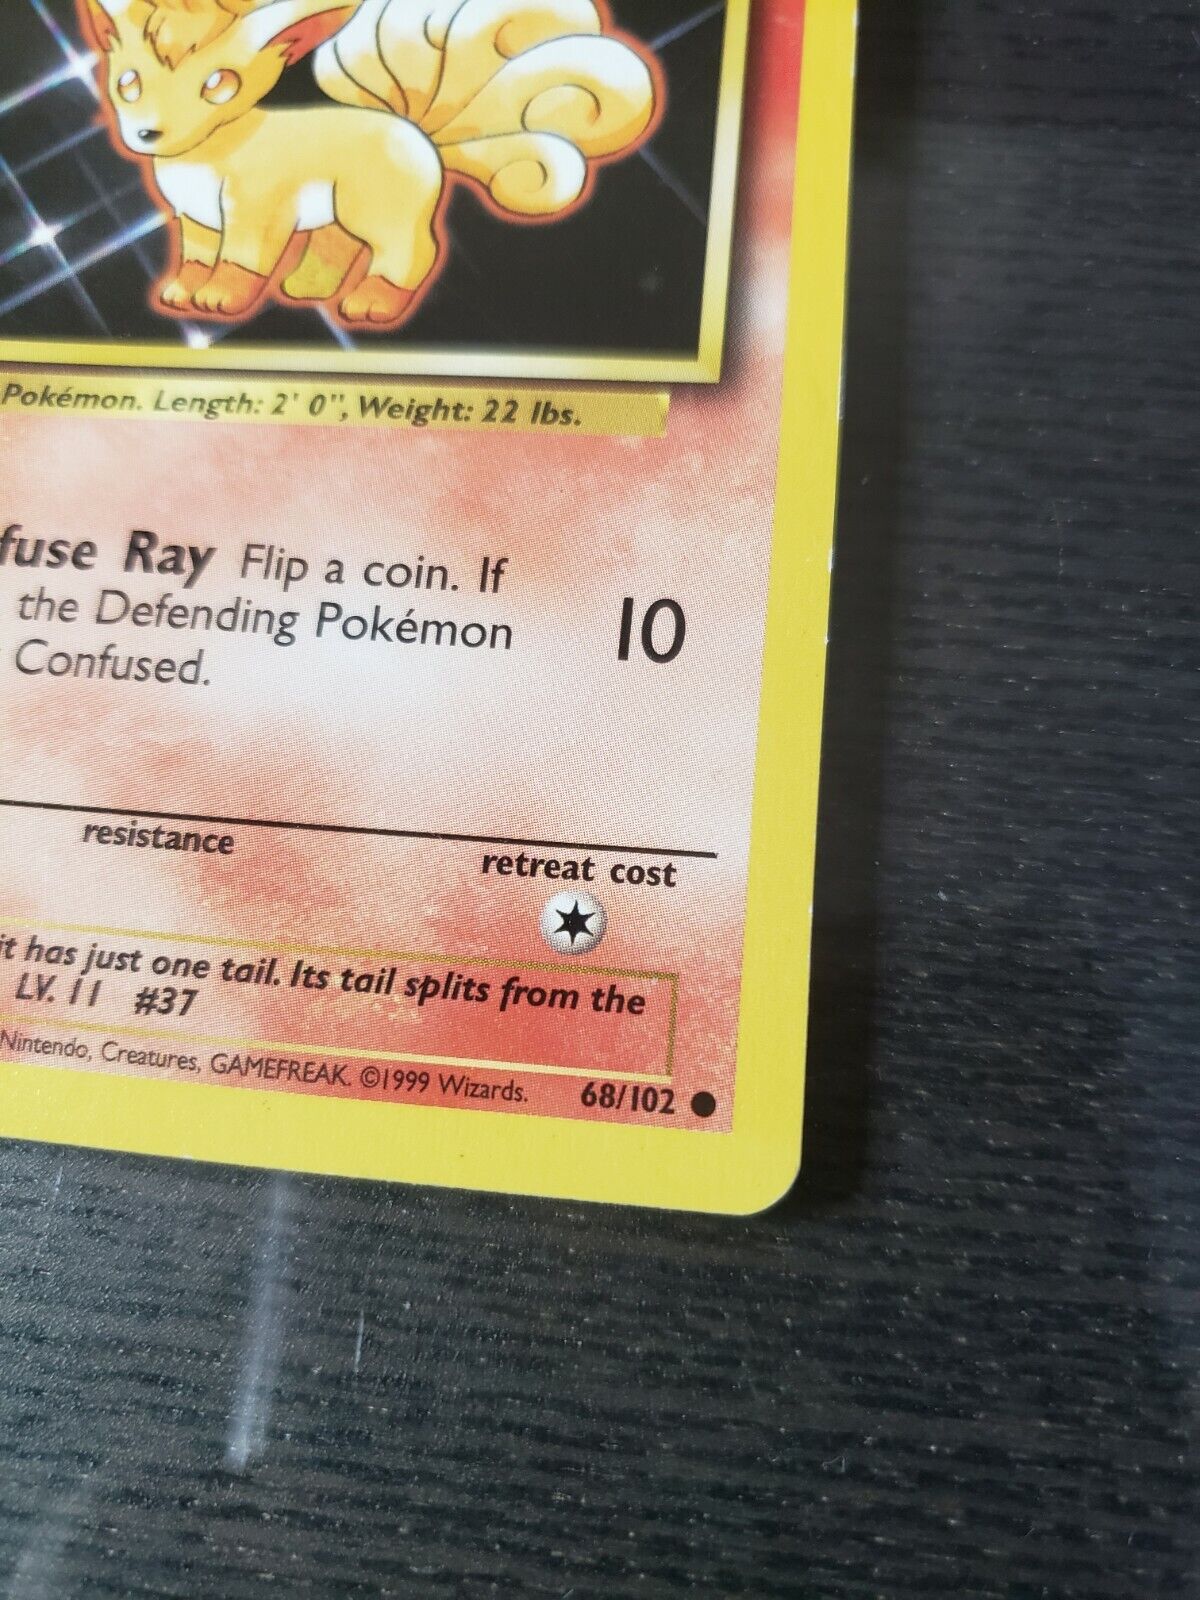 Pokémon. Length: 2' 0", Weight: 22 lbs.
fuse Ray Flip a coin. If
the Defending Pokémon
Confused.
10
resistance
retreat cost
it has just one tail. Its tail splits from the
LV. 11 #37
Nintendo, Creatures, GAMEFREAK. ©1999 Wizards. 68/102